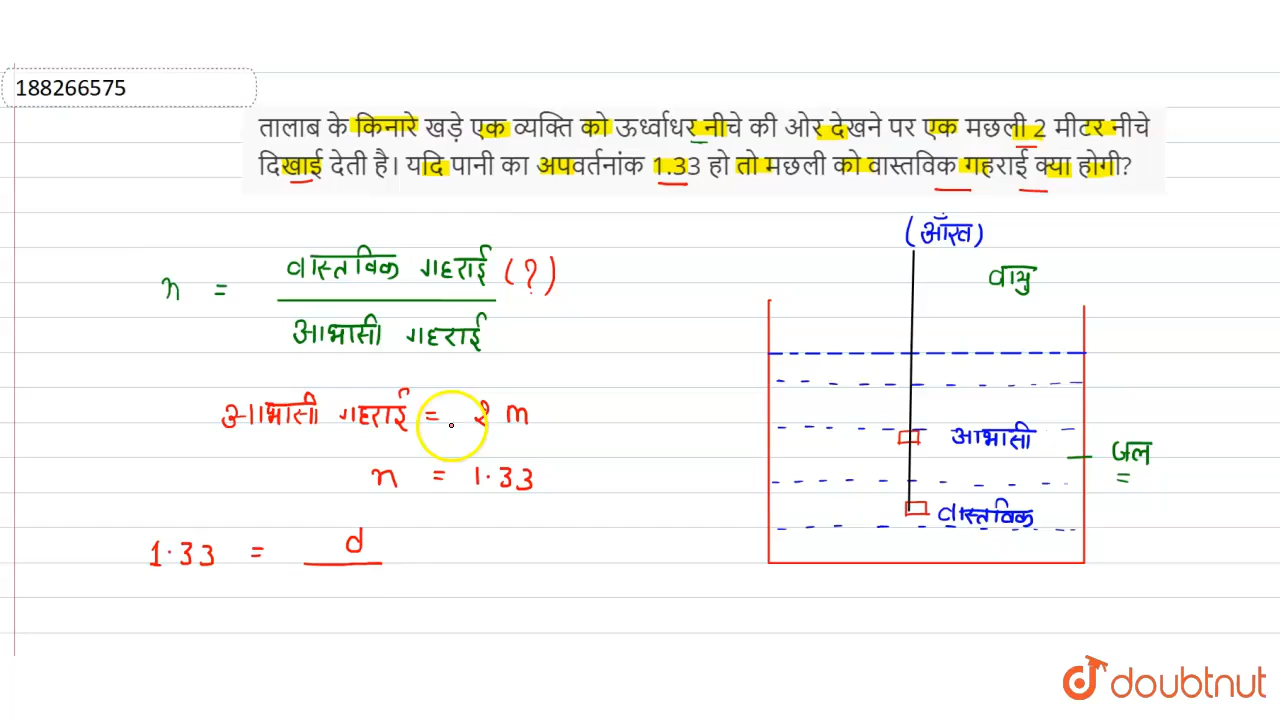 188266575
तालाब के किनारे खड़े एक व्यक्ति को ऊर्ध्वाधर नीचे की ओर देखने पर एक मछली 2 मीटर नीचे
दिखाई देती है। यदि पानी का अपवर्तनांक 1.33 हो तो मछली को वास्तविक गहराई क्या होगी?
(आँख)
वायु
n = वास्तविक गहराई (?)
आभासी गहराई
आभासी गहराई = 2 m
आभासी
जल
=
n = 1.33
वास्तविक
1.33 = d
doubtnut